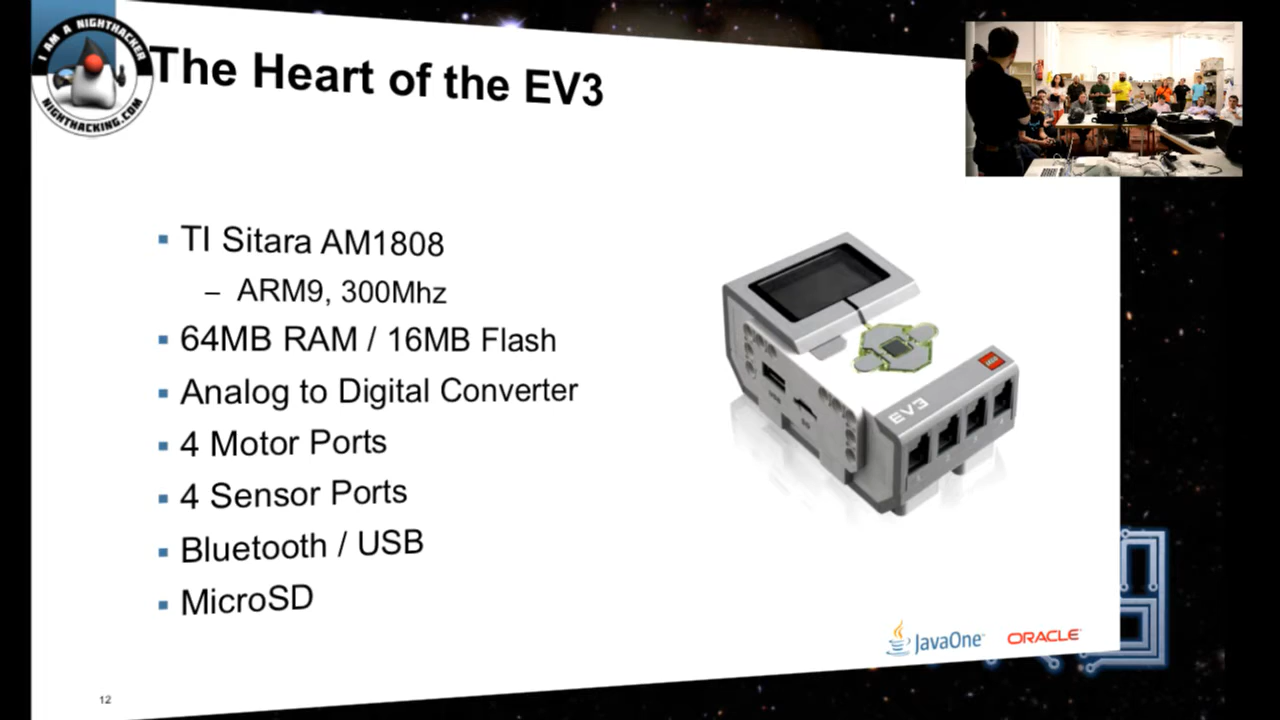 I AM A NIGHTHACKER
NIGHTHACKING.COM
The Heart of the EV3
▪ TI Sitara AM1808
– ARM9, 300Mhz
▪ 64MB RAM / 16MB Flash
▪ Analog to Digital Converter
▪ 4 Motor Ports
▪ 4 Sensor Ports
▪ Bluetooth / USB
▪ MicroSD
EV3
LEGO
JavaOne
ORACLE
12